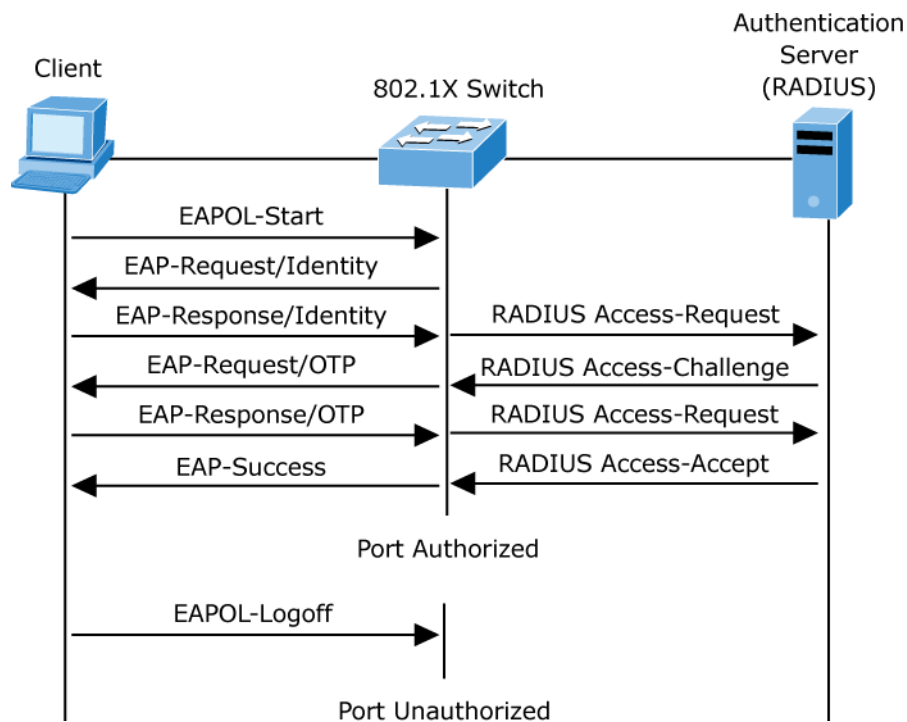 Authentication
Server
(RADIUS)
Client
802.1X Switch
EAPOL-Start
EAP-Request/Identity
EAP-Response/Identity
RADIUS Access-Request
EAP-Request/OTP
RADIUS Access-Challenge
EAP-Response/OTP
RADIUS Access-Request
EAP-Success
RADIUS Access-Accept
Port Authorized
EAPOL-Logoff
Port Unauthorized